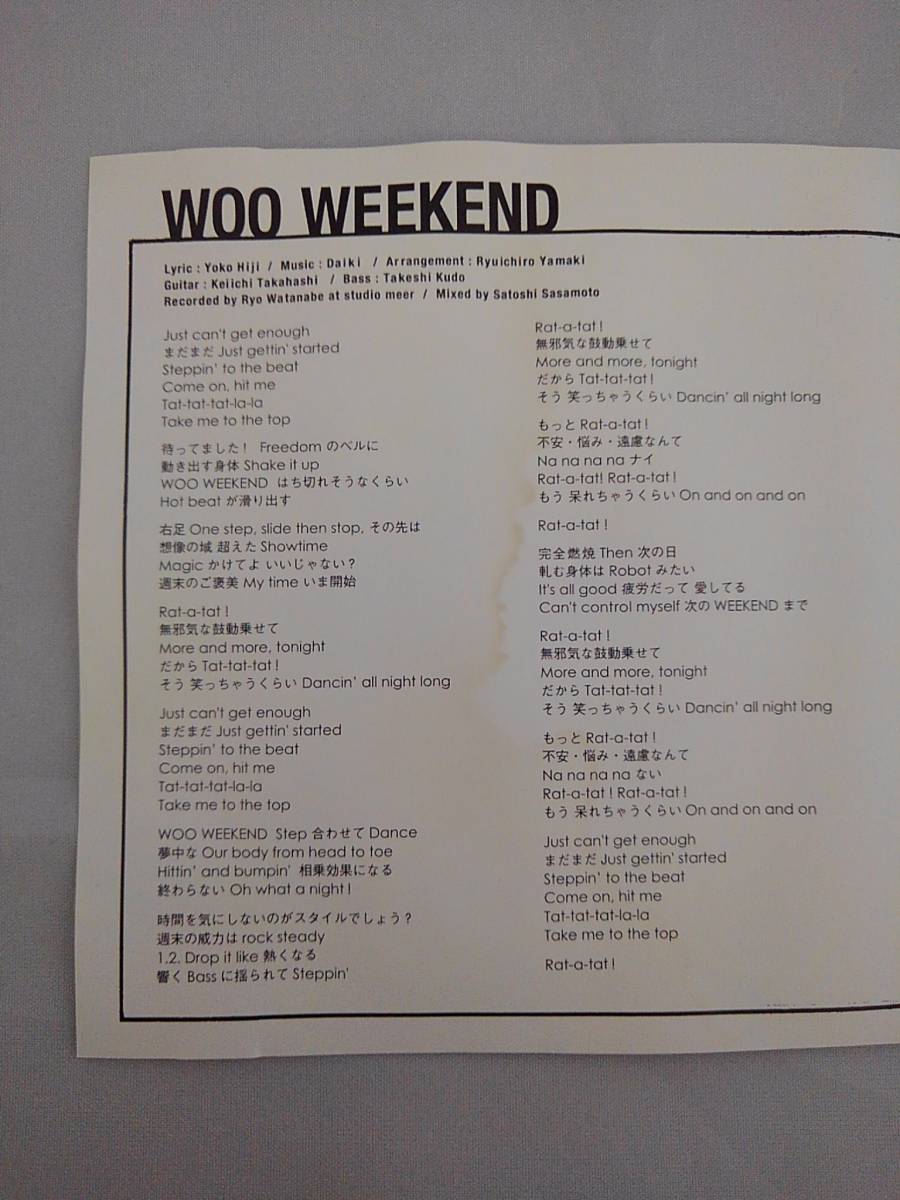 WOO WEEKEND
Lyric : Yoko Hiji / Music : Daiki / Arrangement : Ryuichiro Yamaki
Guitar : Keiichi Takahashi / Bass : Takeshi Kudo
Recorded by Ryo Watanabe at studio meer / Mixed by Satoshi Sasamoto
Just can't get enough
まだまだ Just gettin' started
Steppin' to the beat
Come on, hit me
Tat-tat-tat-la-la
Take me to the top
待ってました！ Freedom のベルに
動き出す身体 Shake it up
WOO WEEKEND はち切れそうなくらい
Hot beat が滑り出す
右足 One step, slide then stop, その先は
想像の域 超えた Showtime
Magic かけてよ いいじゃない？
週末のご褒美 My time いま開始
Rat-a-tat !
無邪気な鼓動乗せて
More and more, tonight
だから Tat-tat-tat !
そう 笑っちゃうくらい Dancin' all night long
Just can't get enough
まだまだ Just gettin' started
Steppin' to the beat
Come on, hit me
Tat-tat-tat-la-la
Take me to the top
WOO WEEKEND Step 合わせて Dance
夢中な Our body from head to toe
Hittin' and bumpin' 相乗効果になる
終わらない Oh what a night !
時間を気にしないのがスタイルでしょう？
週末の威力は rock steady
1.2. Drop it like 熱くなる
響く Bass に揺られて Steppin'
Rat-a-tat !
無邪気な鼓動乗せて
More and more, tonight
だから Tat-tat-tat !
そう 笑っちゃうくらい Dancin' all night long
もっと Rat-a-tat !
不安・悩み・遠慮なんて
Na na na na ナイ
Rat-a-tat! Rat-a-tat!
もう 呆れちゃうくらい On and on and on
Rat-a-tat !
完全燃焼 Then 次の日
軋む身体は Robot みたい
It's all good 疲労だって 愛してる
Can't control myself 次の WEEKEND まで
Rat-a-tat !
無邪気な鼓動乗せて
More and more, tonight
だから Tat-tat-tat !
そう 笑っちゃうくらい Dancin' all night long
もっと Rat-a-tat !
不安・悩み・遠慮なんて
Na na na na ない
Rat-a-tat ! Rat-a-tat !
もう 呆れちゃうくらい On and on and on
Just can't get enough
まだまだ Just gettin' started
Steppin' to the beat
Come on, hit me
Tat-tat-tat-la-la
Take me to the top
Rat-a-tat !